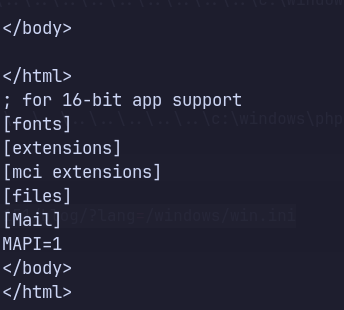 </body>
</html>
; for 16-bit app support
[fonts]
[extensions]
[mci extensions]
[files]
[Mail]
MAPI=1
</body>
</html>